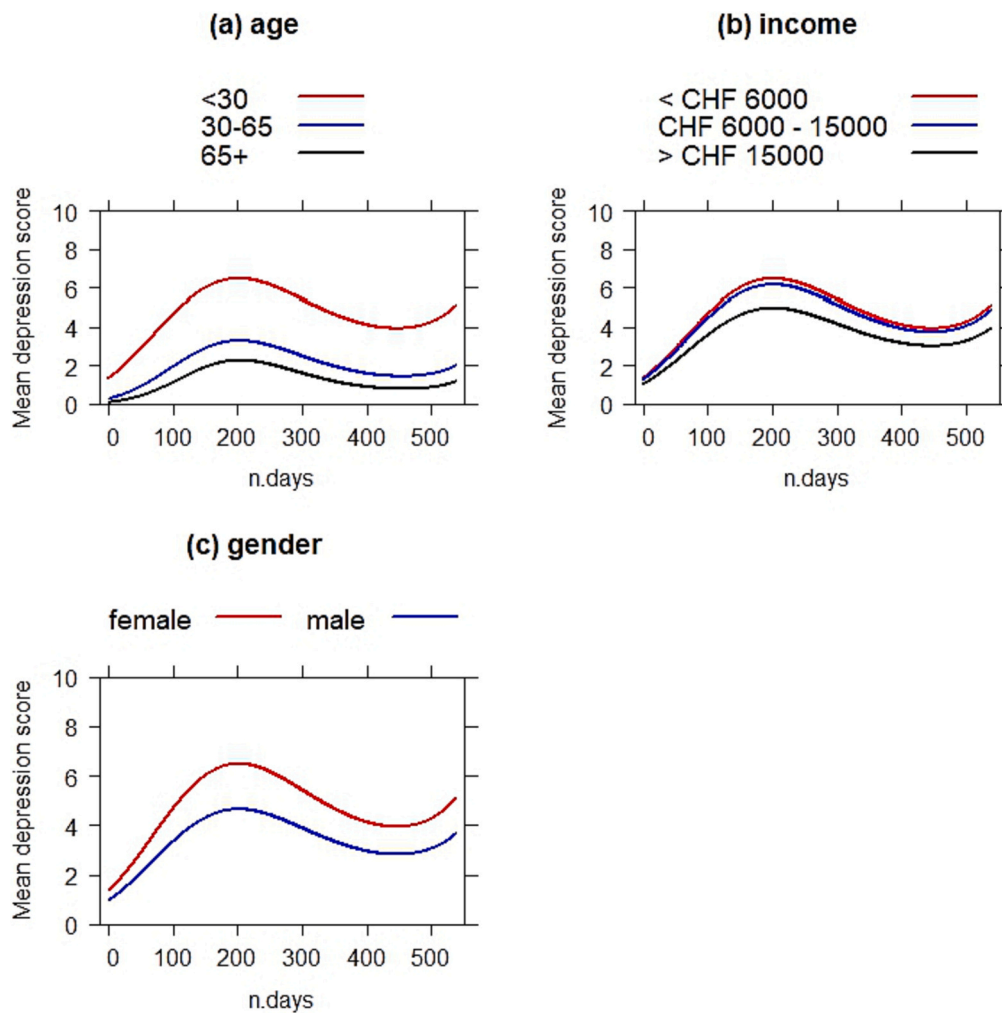 (a) age
<30
30-65
65+
Mean depression score
10
8
6
4
2
0
0 100 200 300 400 500
n.days
(b) income
< CHF 6000
CHF 6000 - 15000
> CHF 15000
Mean depression score
10
8
6
4
2
0
0 100 200 300 400 500
n.days
(c) gender
female male
Mean depression score
10
8
6
4
2
0
0 100 200 300 400 500
n.days